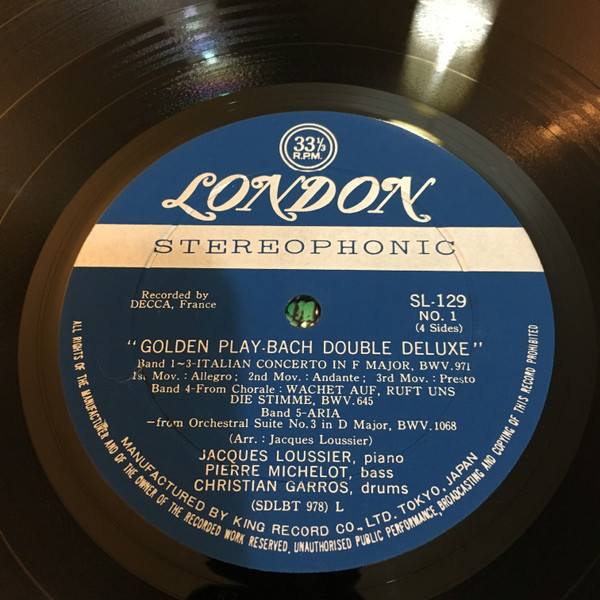 33⅓
R.P.M.
LONDON
STEREOPHONIC
Recorded by
DECCA, France
SL-129
NO. 1
(4 Sides)
"GOLDEN PLAY-BACH DOUBLE DELUXE"
Band 1~3-ITALIAN CONCERTO IN F MAJOR, BWV. 971
1st Mov.: Allegro; 2nd Mov.: Andante; 3rd Mov.: Presto
Band 4-From Chorale: WACHET AUF, RUFT UNS
DIE STIMME, BWV. 645
Band 5-ARIA
—from Orchestral Suite No. 3 in D Major, BWV. 1068
(Arr.: Jacques Loussier)
JACQUES LOUSSIER, piano
PIERRE MICHELOT, bass
CHRISTIAN GARROS, drums
(SDLBT 978) L
MANUFACTURED BY KING RECORD CO., LTD. TOKYO, JAPAN
ALL RIGHTS OF THE MANUFACTURER AND OF THE OWNER OF THE RECORDED WORK RESERVED. UNAUTHORISED PUBLIC PERFORMANCE, BROADCASTING AND COPYING OF THIS RECORD PROHIBITED